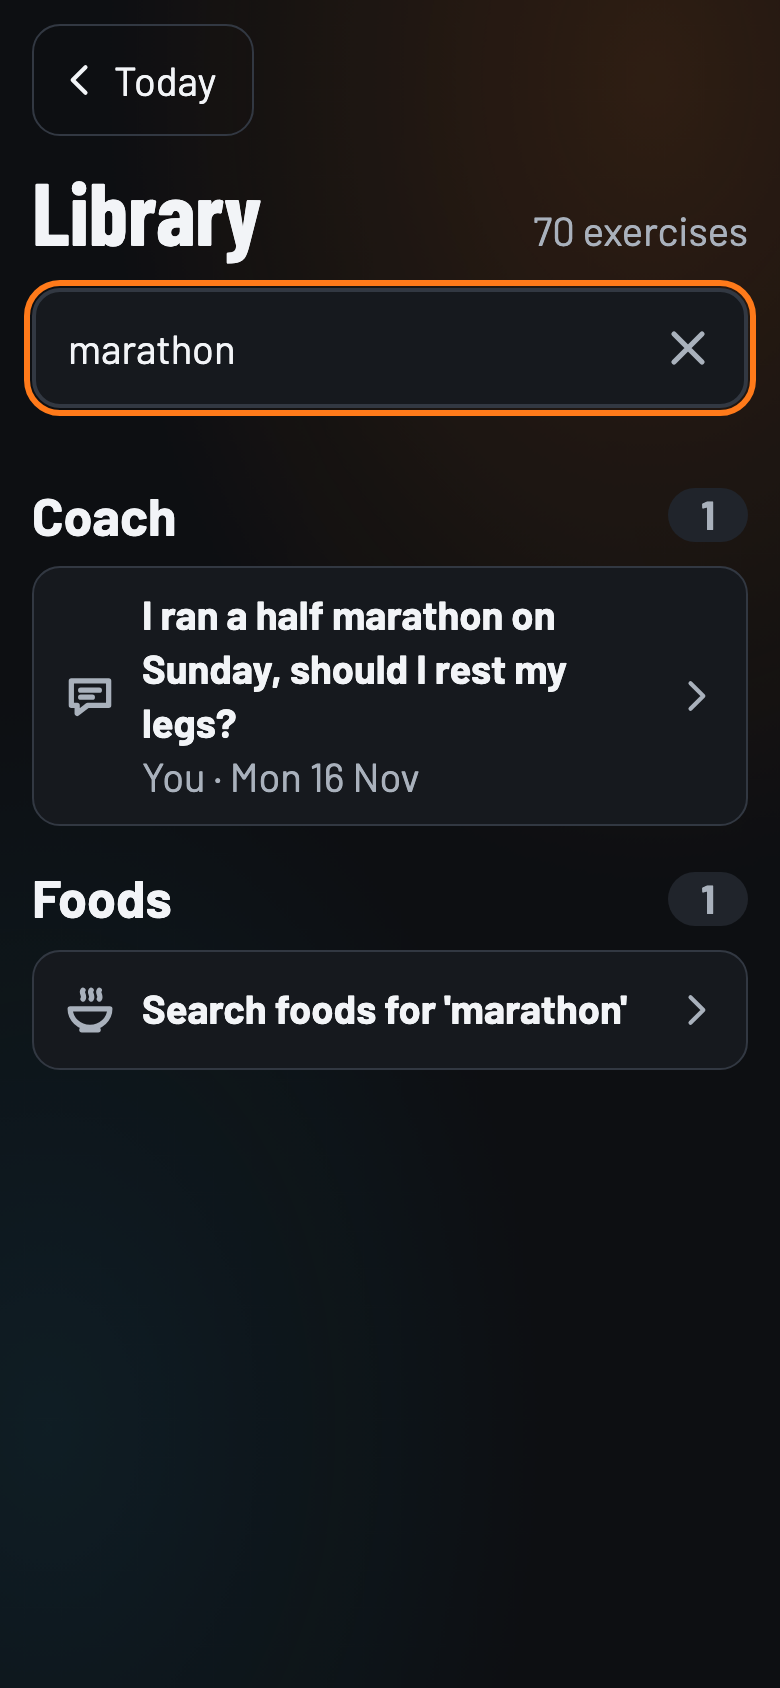 Today
Library
70 exercises
marathon
Coach
1
I ran a half marathon on
Sunday, should I rest my
legs?
You · Mon 16 Nov
Foods
1
Search foods for 'marathon'